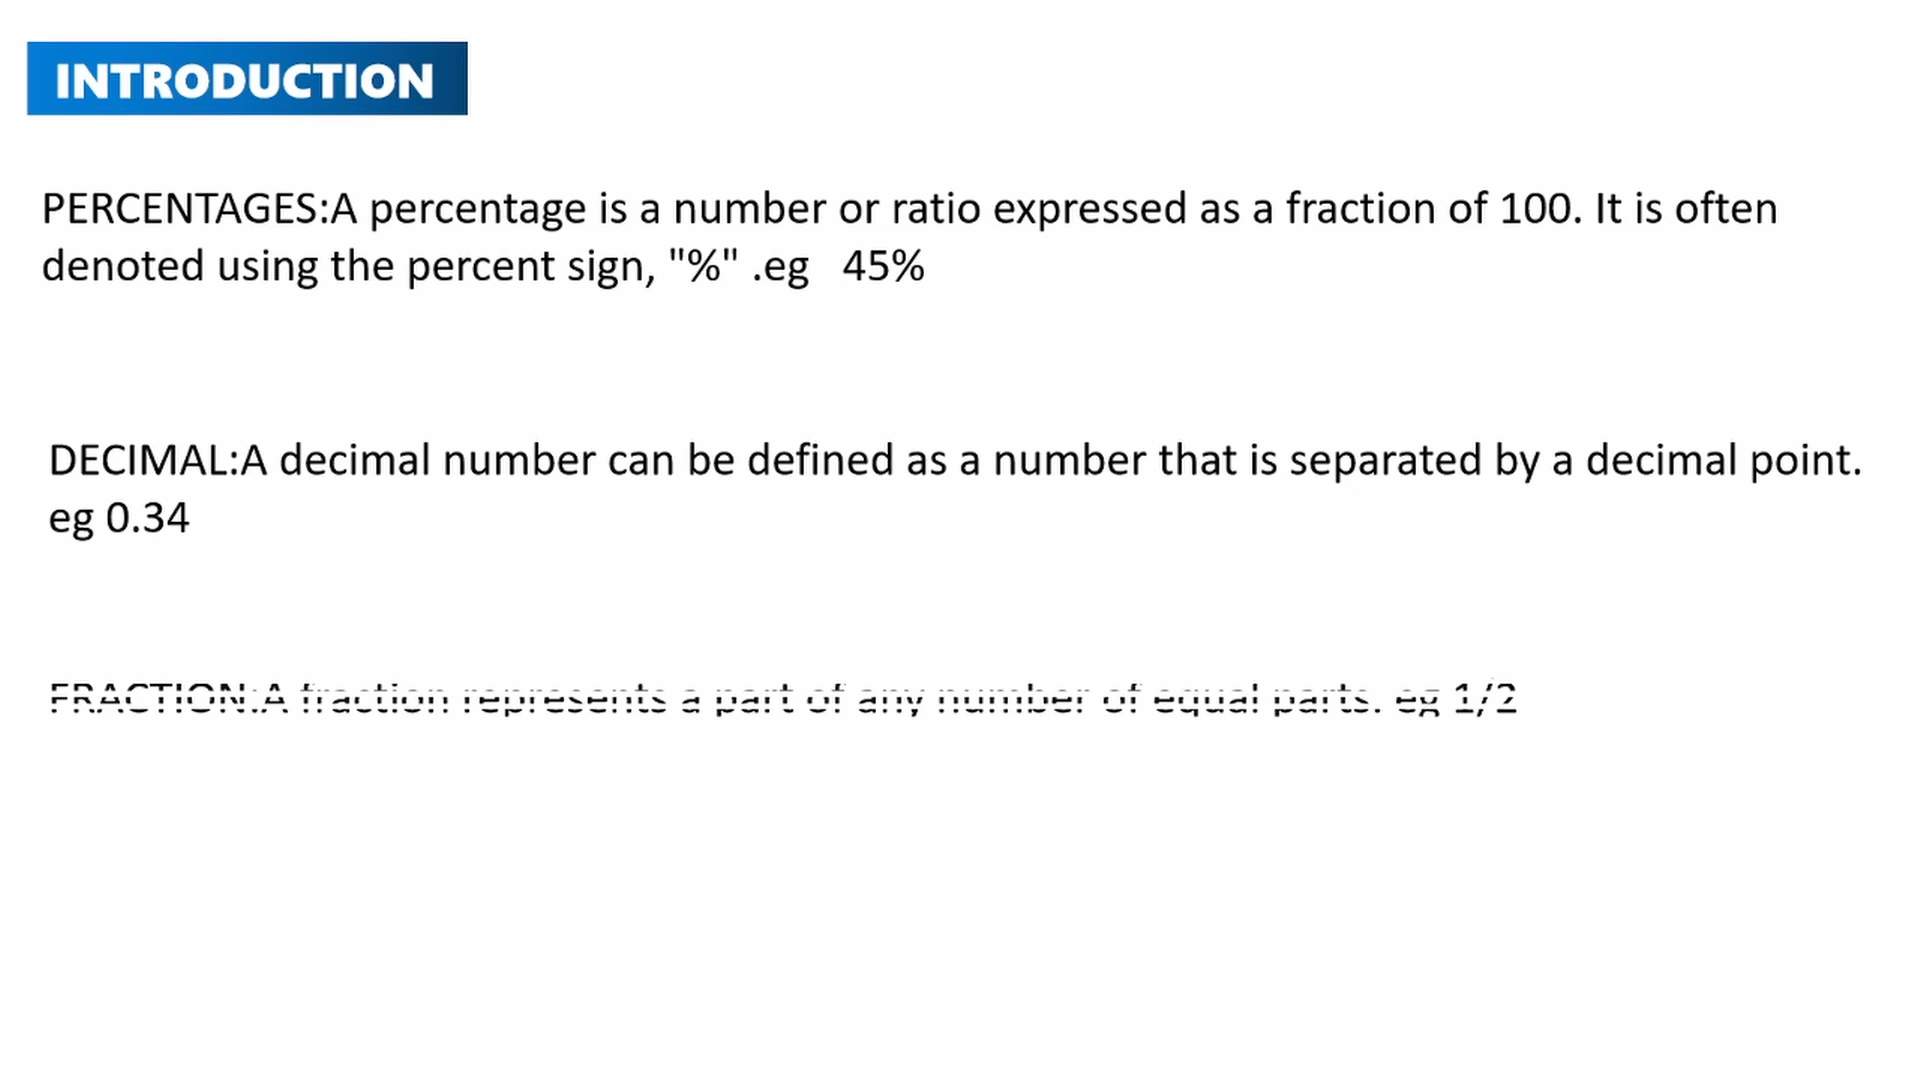 INTRODUCTION
PERCENTAGES:A percentage is a number or ratio expressed as a fraction of 100. It is often
denoted using the percent sign, "%" .eg   45%
DECIMAL:A decimal number can be defined as a number that is separated by a decimal point.
eg 0.34
FRACTION:A fraction represents a part of any number of equal parts. eg 1/2